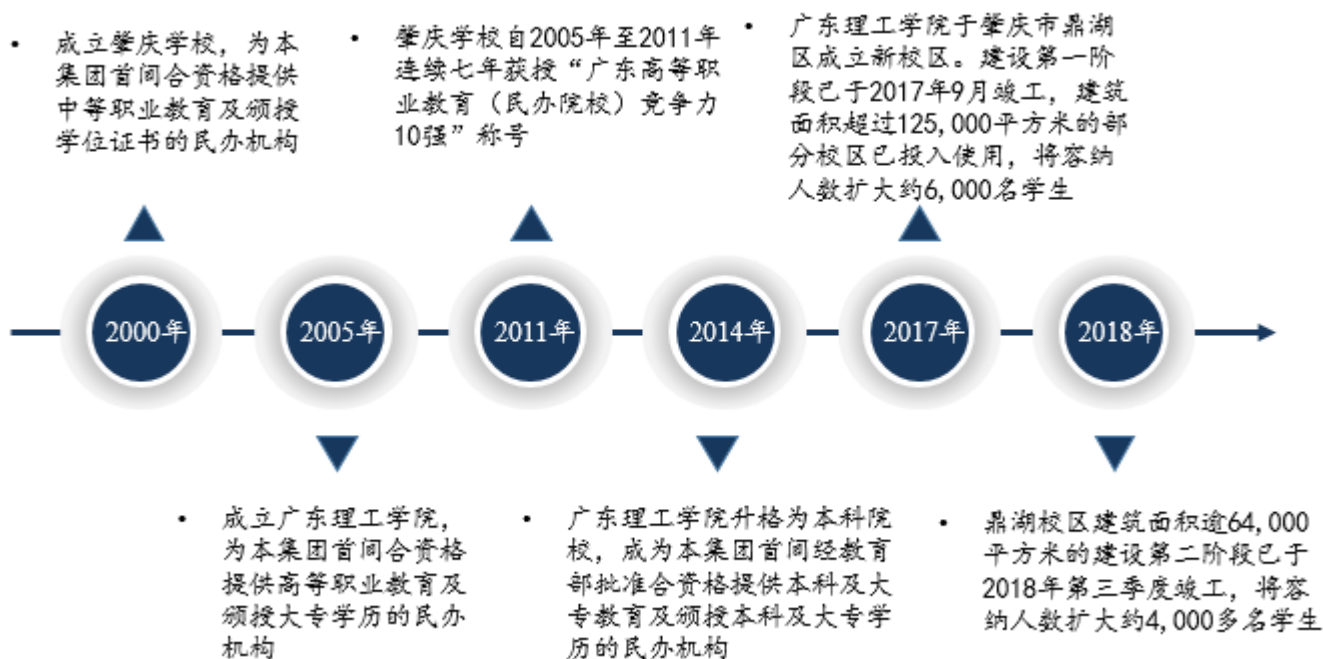 • 成立肇庆学校，为本
集团首间合资格提供
中等职业教育及颁授
学位证书的民办机构
• 肇庆学校自2005年至2011年
连续七年获授“广东高等职
业教育（民办院校）竞争力
10强”称号
• 广东理工学院于肇庆市鼎湖
区成立新校区。建设第一阶
段已于2017年9月竣工，建筑
面积超过125,000平方米的部
分校区已投入使用，将容纳
人数扩大约6,000名学生
2000年
2005年
2011年
2014年
2017年
2018年
• 成立广东理工学院，
为本集团首间合资格
提供高等职业教育及
颁授大专学历的民办
机构
• 广东理工学院升格为本科院
校，成为本集团首间经教育
部批准合资格提供本科及大
专教育及颁授本科及大专学
历的民办机构
• 鼎湖校区建筑面积逾64,000
平方米的建设第二阶段已于
2018年第三季度竣工，将容
纳人数扩大约4,000多名学生